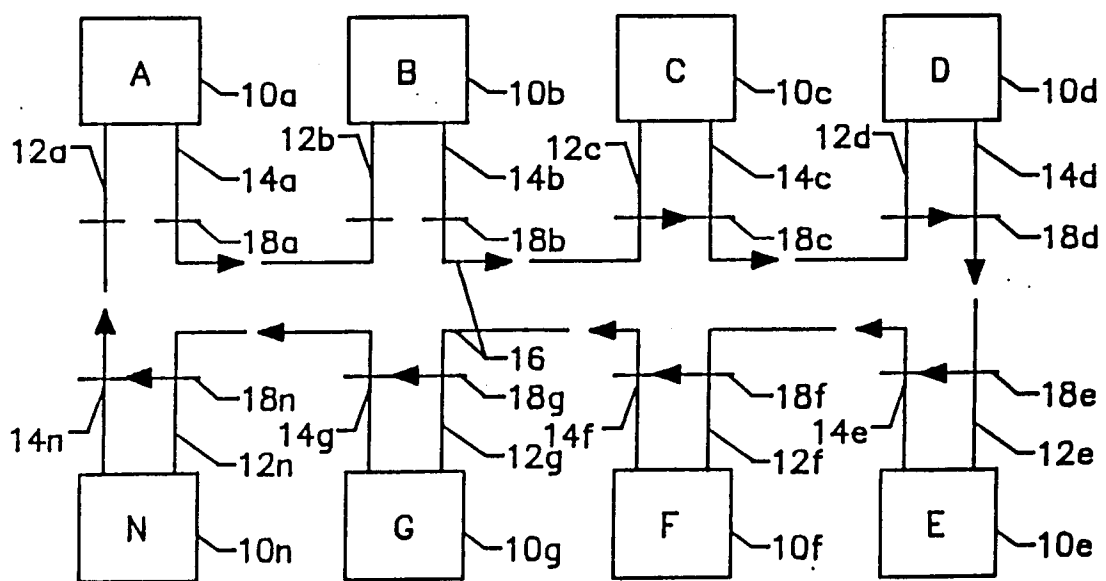 A B C D
10a 10b 10c 10d
12a 12b 12c 12d
14a 14b 14c 14d
18a 18b 18c 18d
16
18n 18g 18f 18e
14n 14g 14f 14e
12n 12g 12f 12e
N G F E
10n 10g 10f 10e